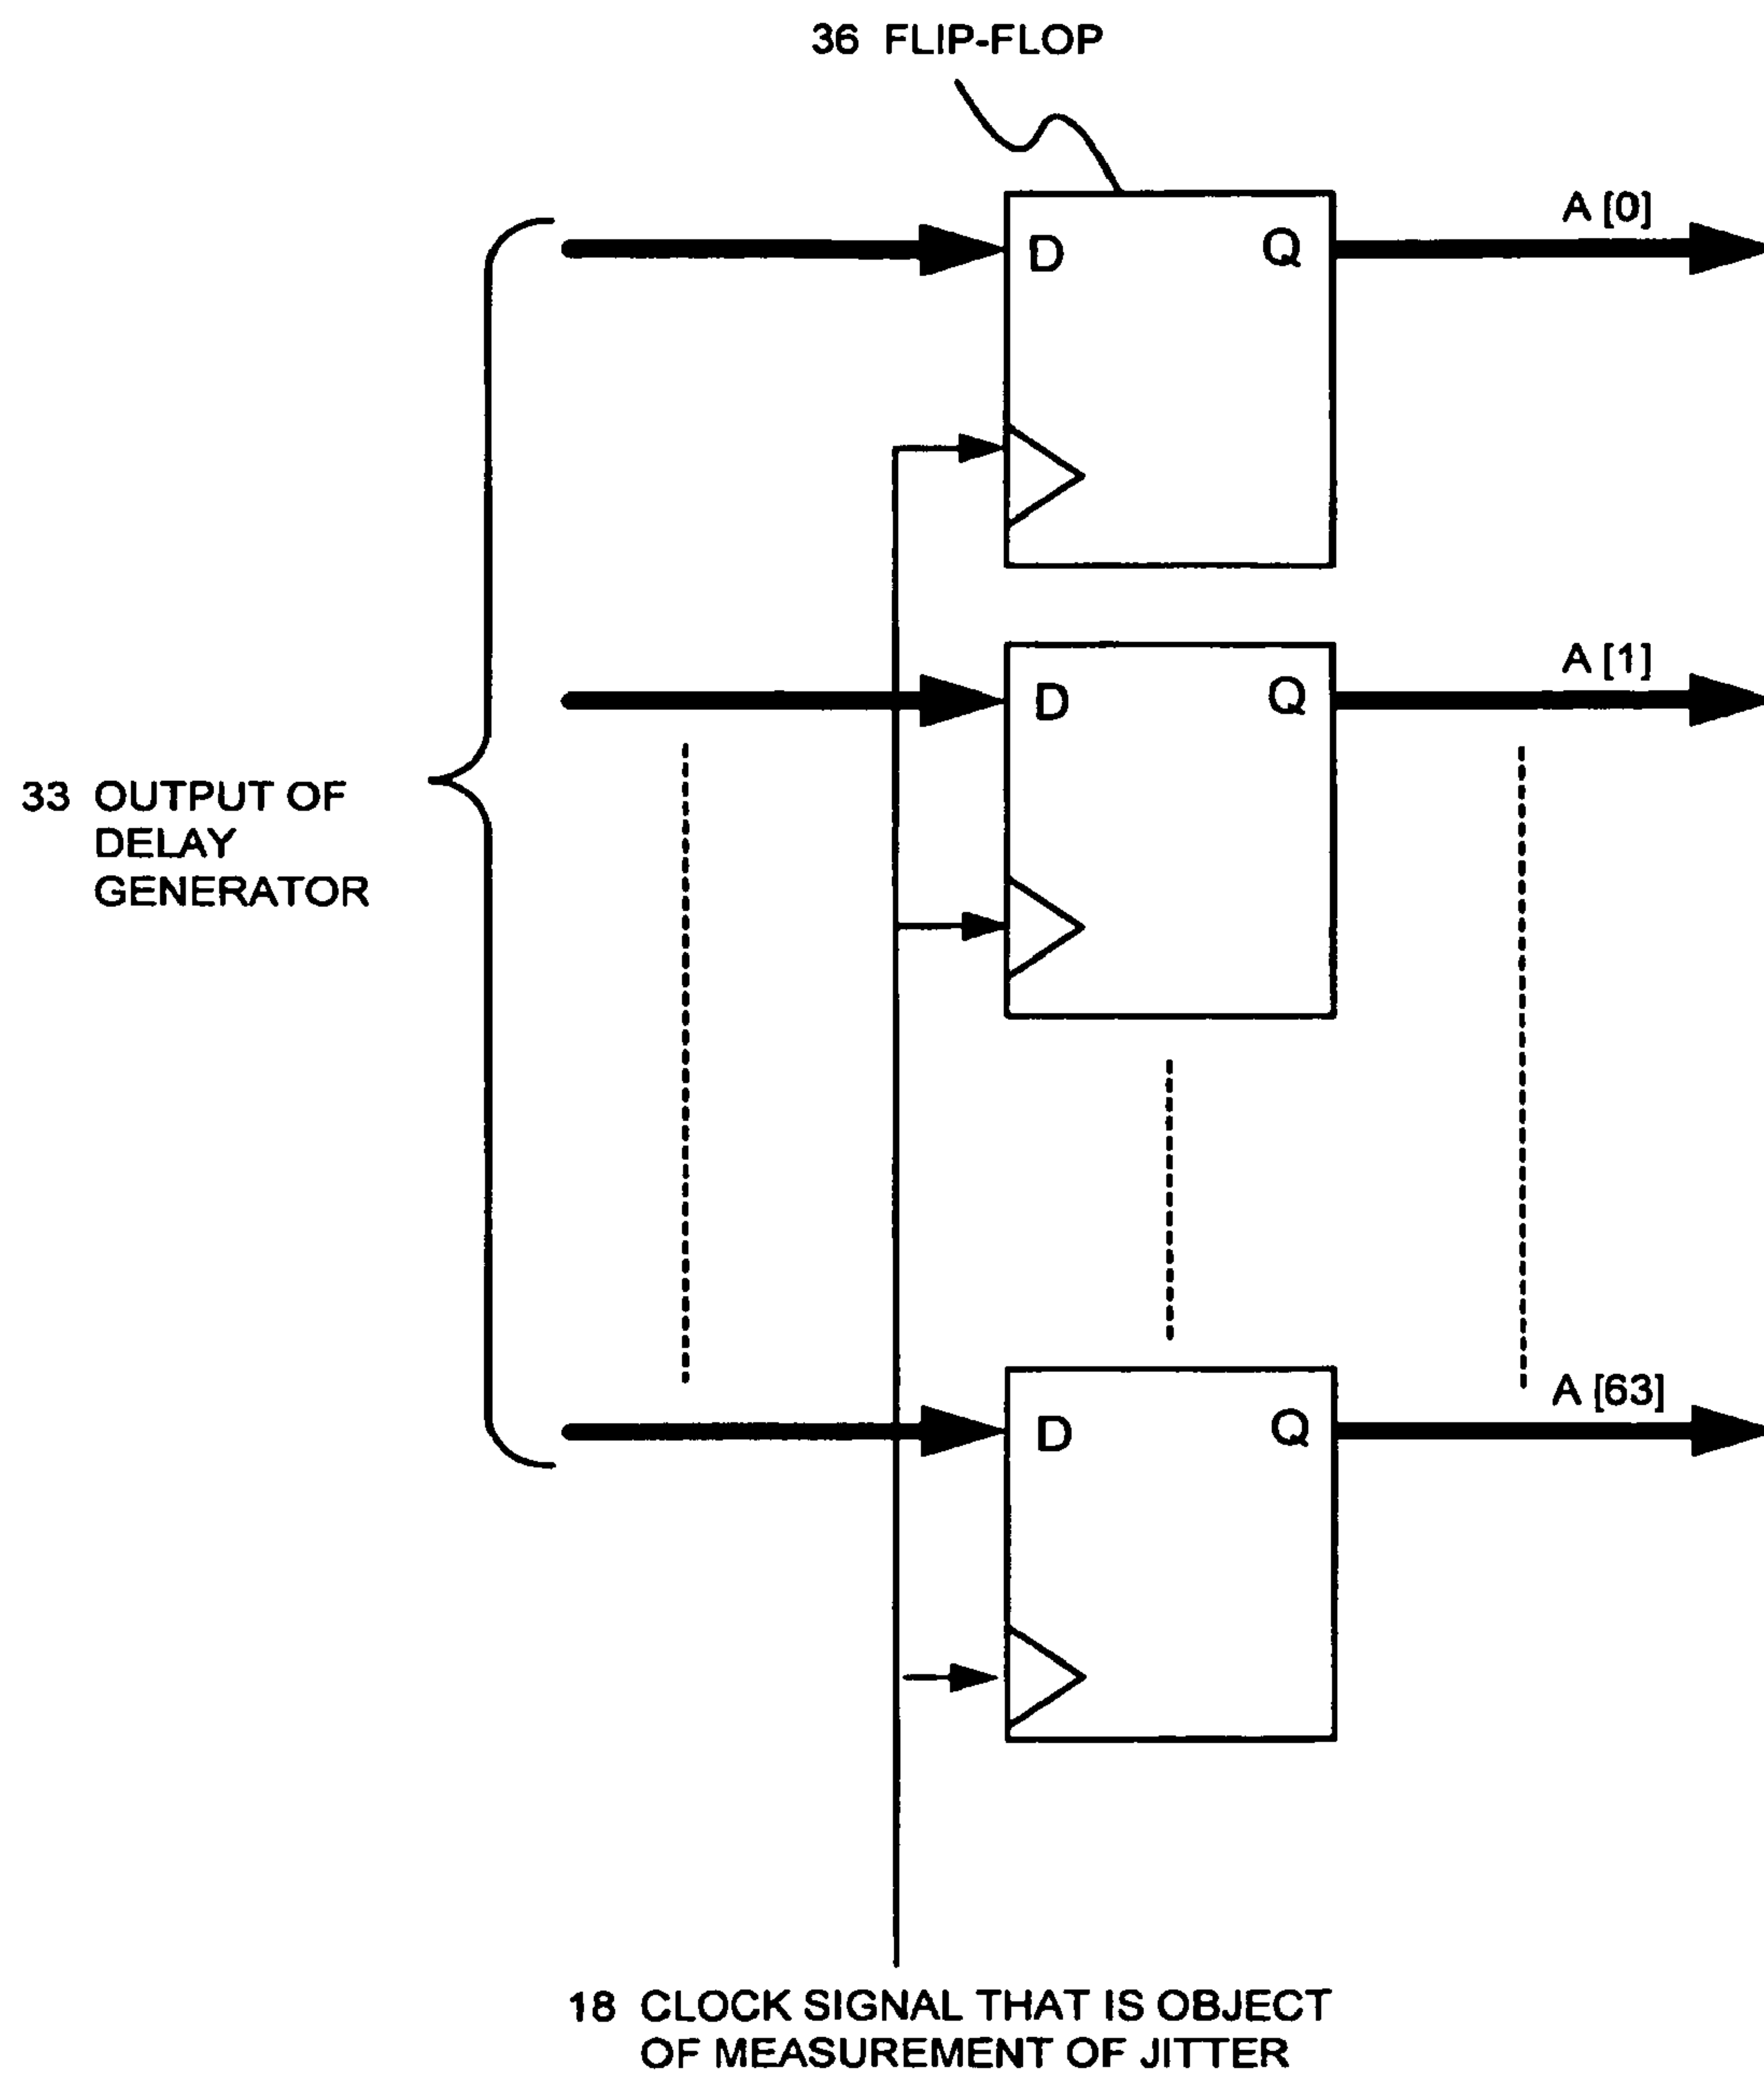 36 FLIP-FLOP
D
Q
A [0]
D
Q
A [1]
33 OUTPUT OF
DELAY
GENERATOR
D
Q
A [63]
18 CLOCK SIGNAL THAT IS OBJECT
OF MEASUREMENT OF JITTER